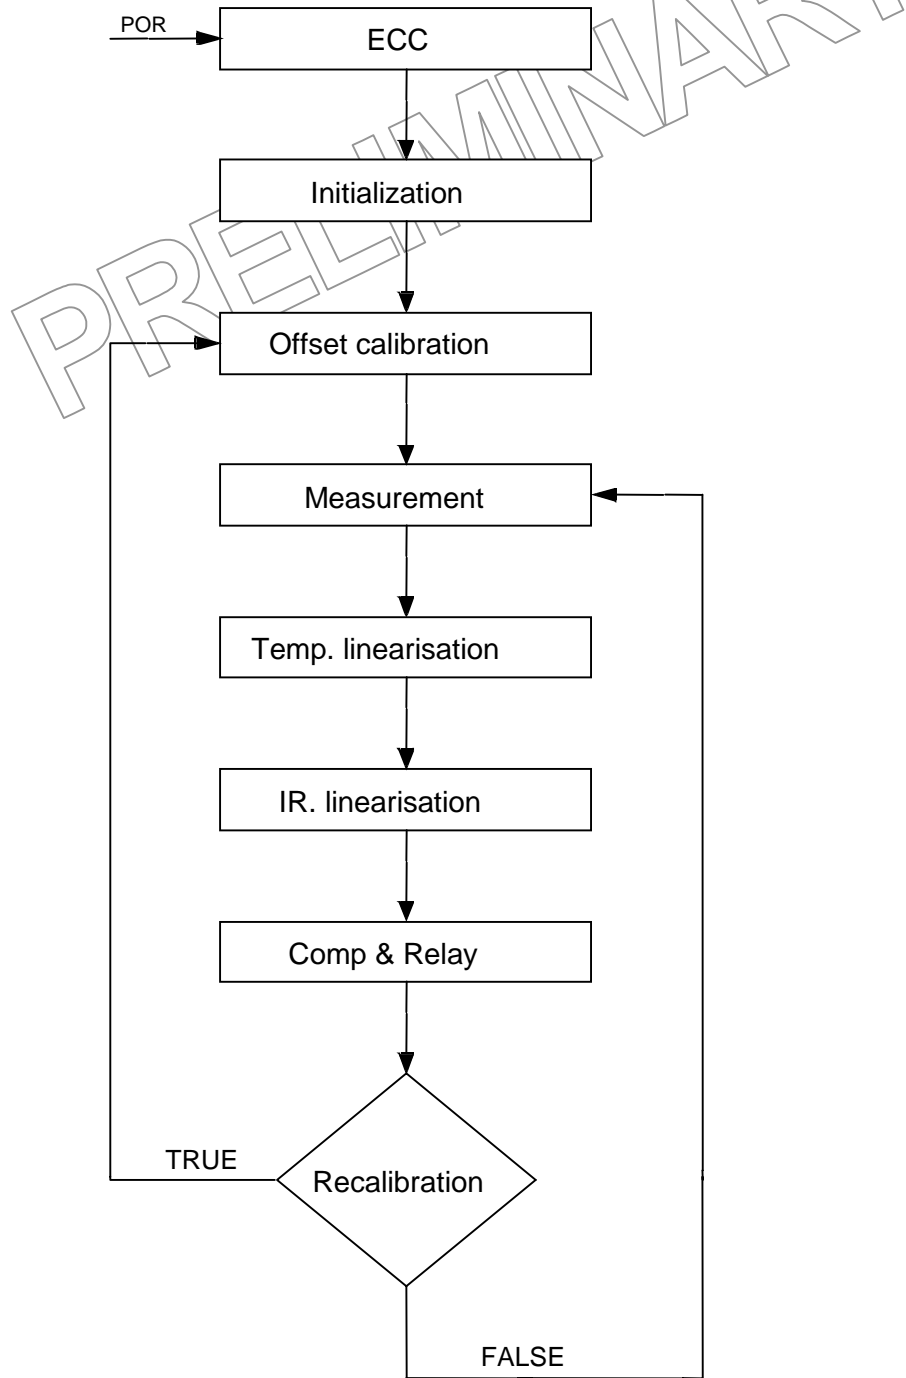 POR
ECC
PRELIMINARY
Initialization
Offset calibration
Measurement
Temp. linearisation
IR. linearisation
Comp & Relay
TRUE
Recalibration
FALSE